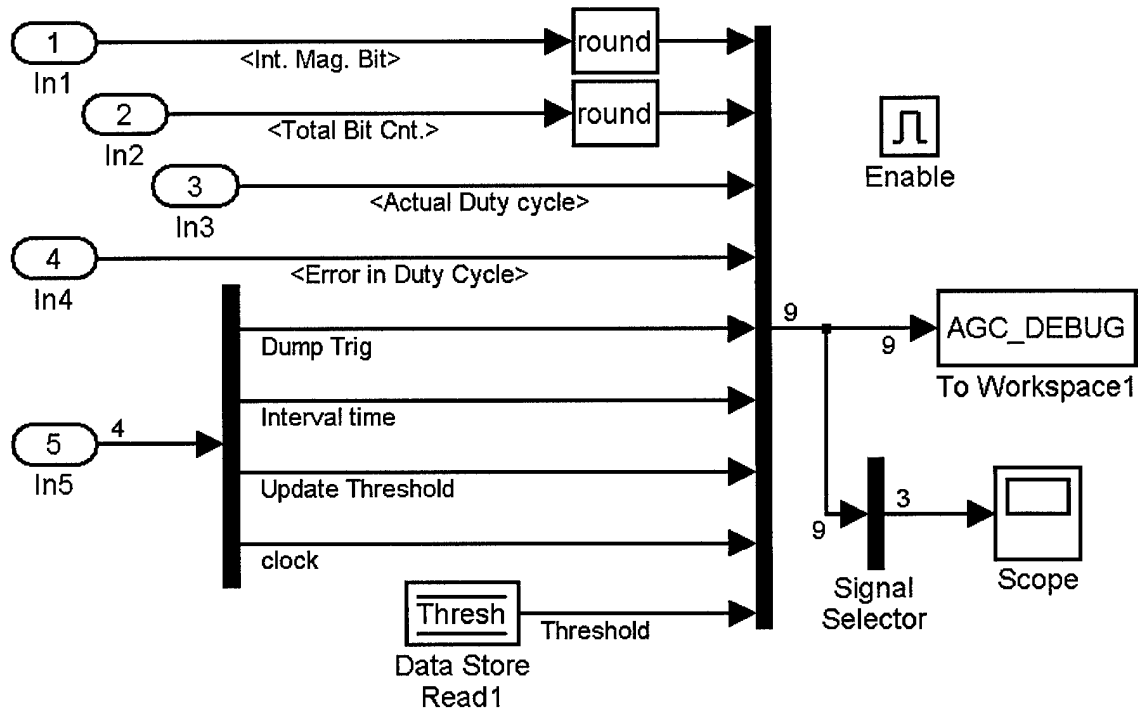 1
round
<Int. Mag. Bit>
In1
2
round
<Total Bit Cnt.>
In2
Enable
3
<Actual Duty cycle>
In3
4
<Error in Duty Cycle>
In4
Dump Trig
9
9
AGC_DEBUG
To Workspace1
Interval time
5
4
In5
Update Threshold
clock
9
3
Signal
Selector
Scope
Thresh
Threshold
Data Store
Read1